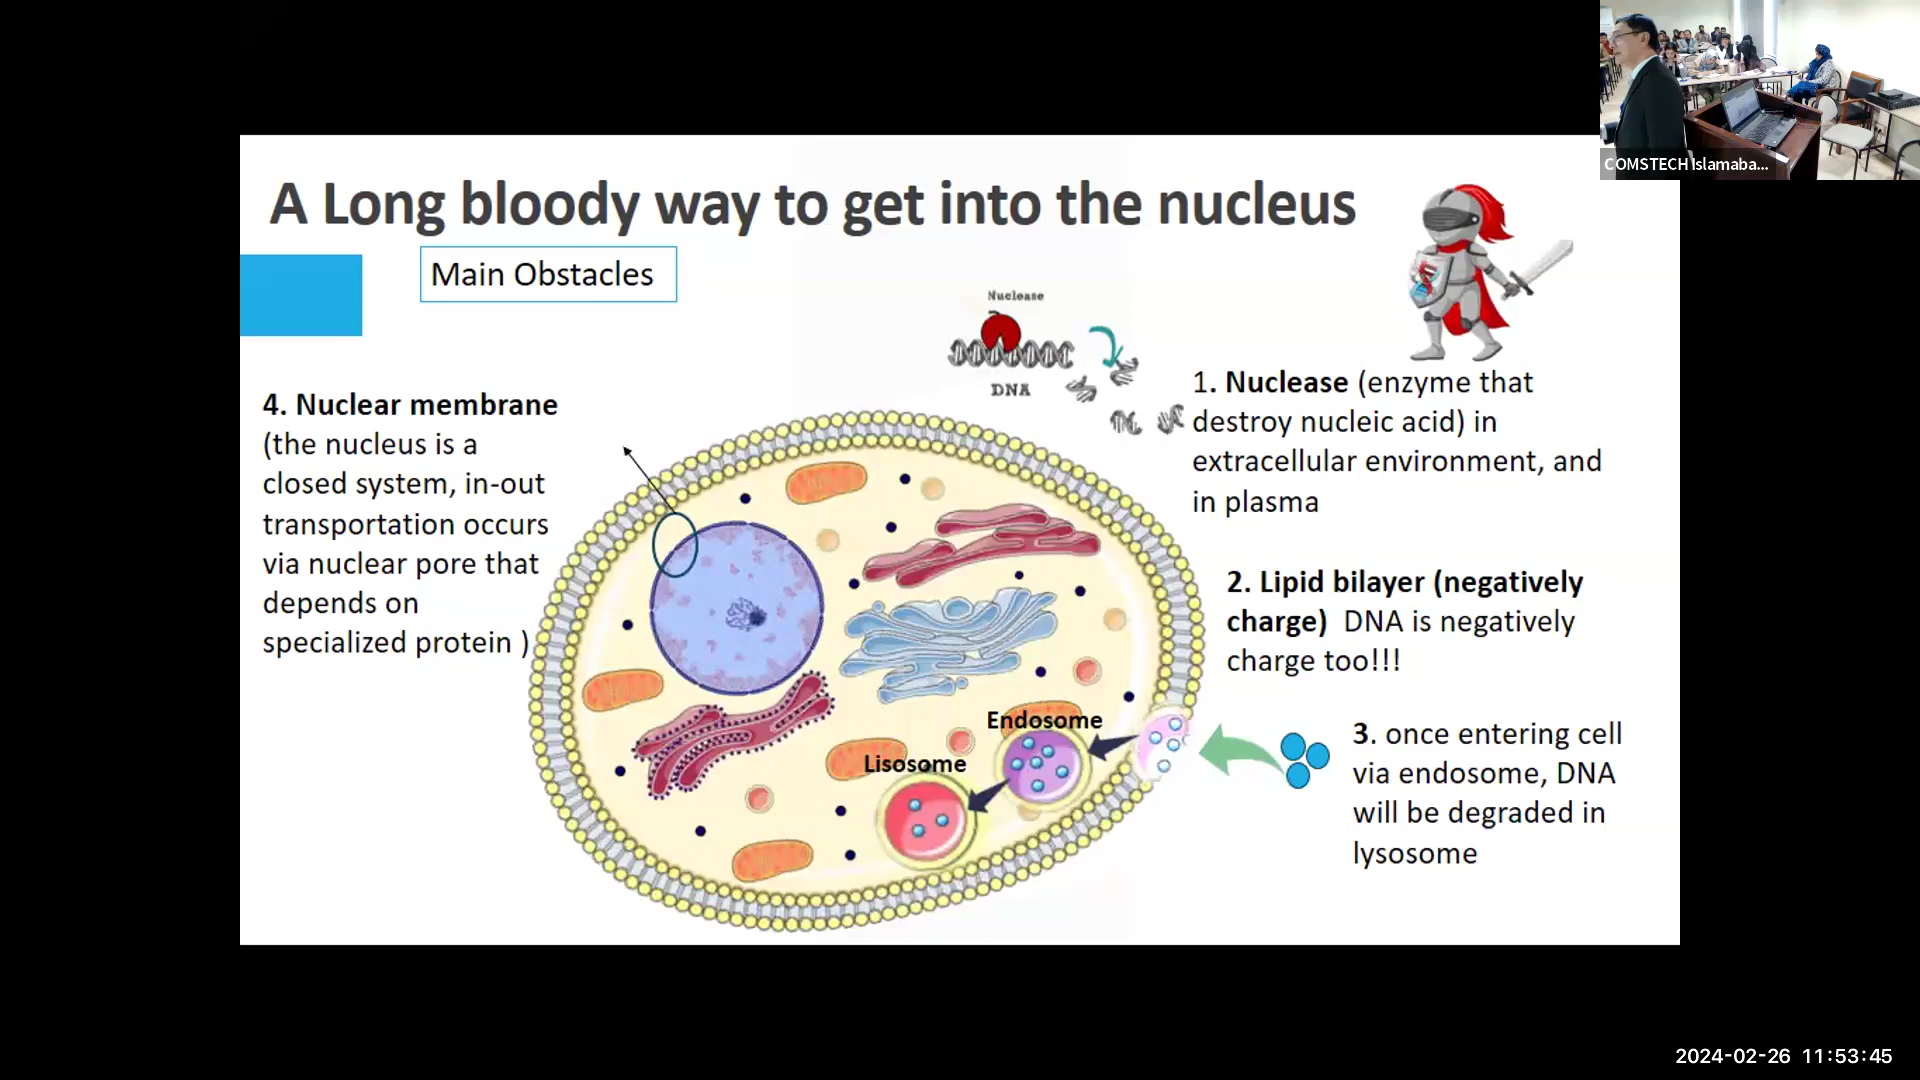 COMSTECH Islamaba...
A Long bloody way to get into the nucleus
Main Obstacles
Nuclease
DNA
1. Nuclease (enzyme that
destroy nucleic acid) in
extracellular environment, and
in plasma
2. Lipid bilayer (negatively
charge) DNA is negatively
charge too!!!
3. once entering cell
via endosome, DNA
will be degraded in
lysosome
4. Nuclear membrane
(the nucleus is a
closed system, in-out
transportation occurs
via nuclear pore that
depends on
specialized protein )
Endosome
Lisosome
2024-02-26 11:53:45